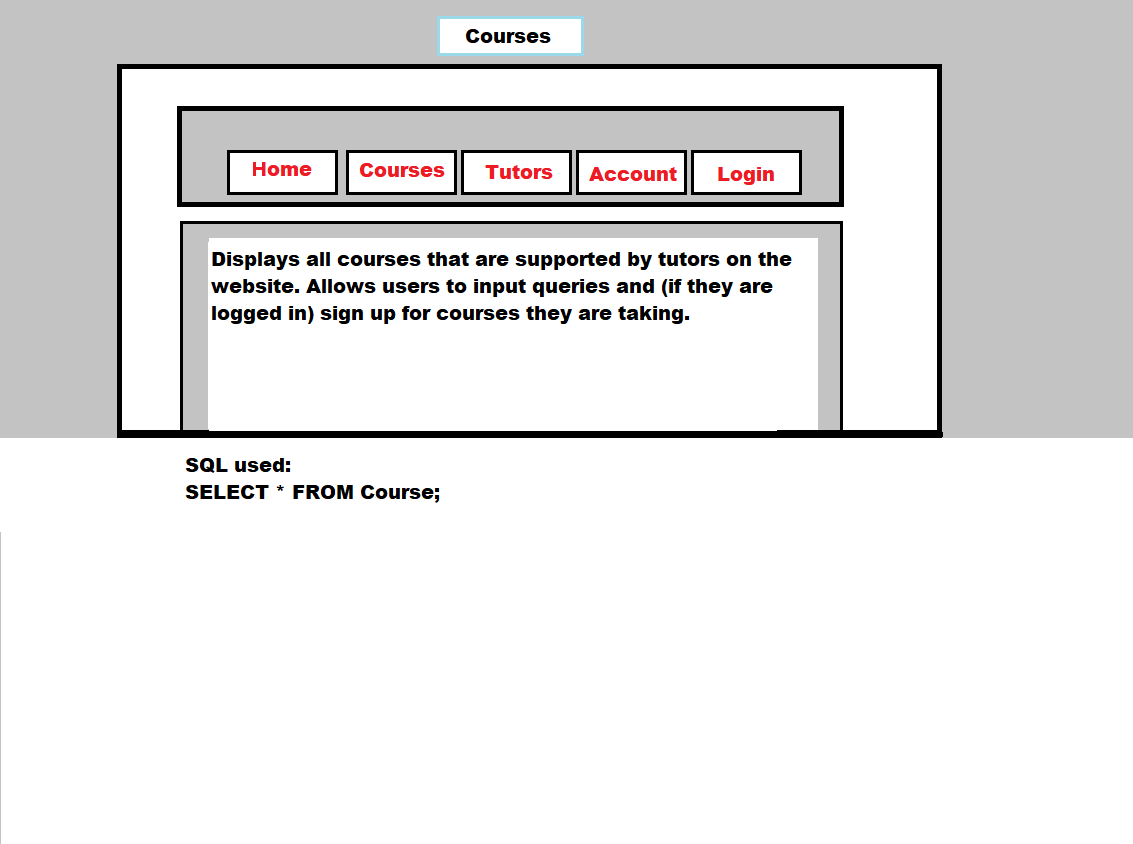 Courses
Home Courses Tutors Account Login
Displays all courses that are supported by tutors on the
website. Allows users to input queries and (if they are
logged in) sign up for courses they are taking.
SQL used:
SELECT * FROM Course;